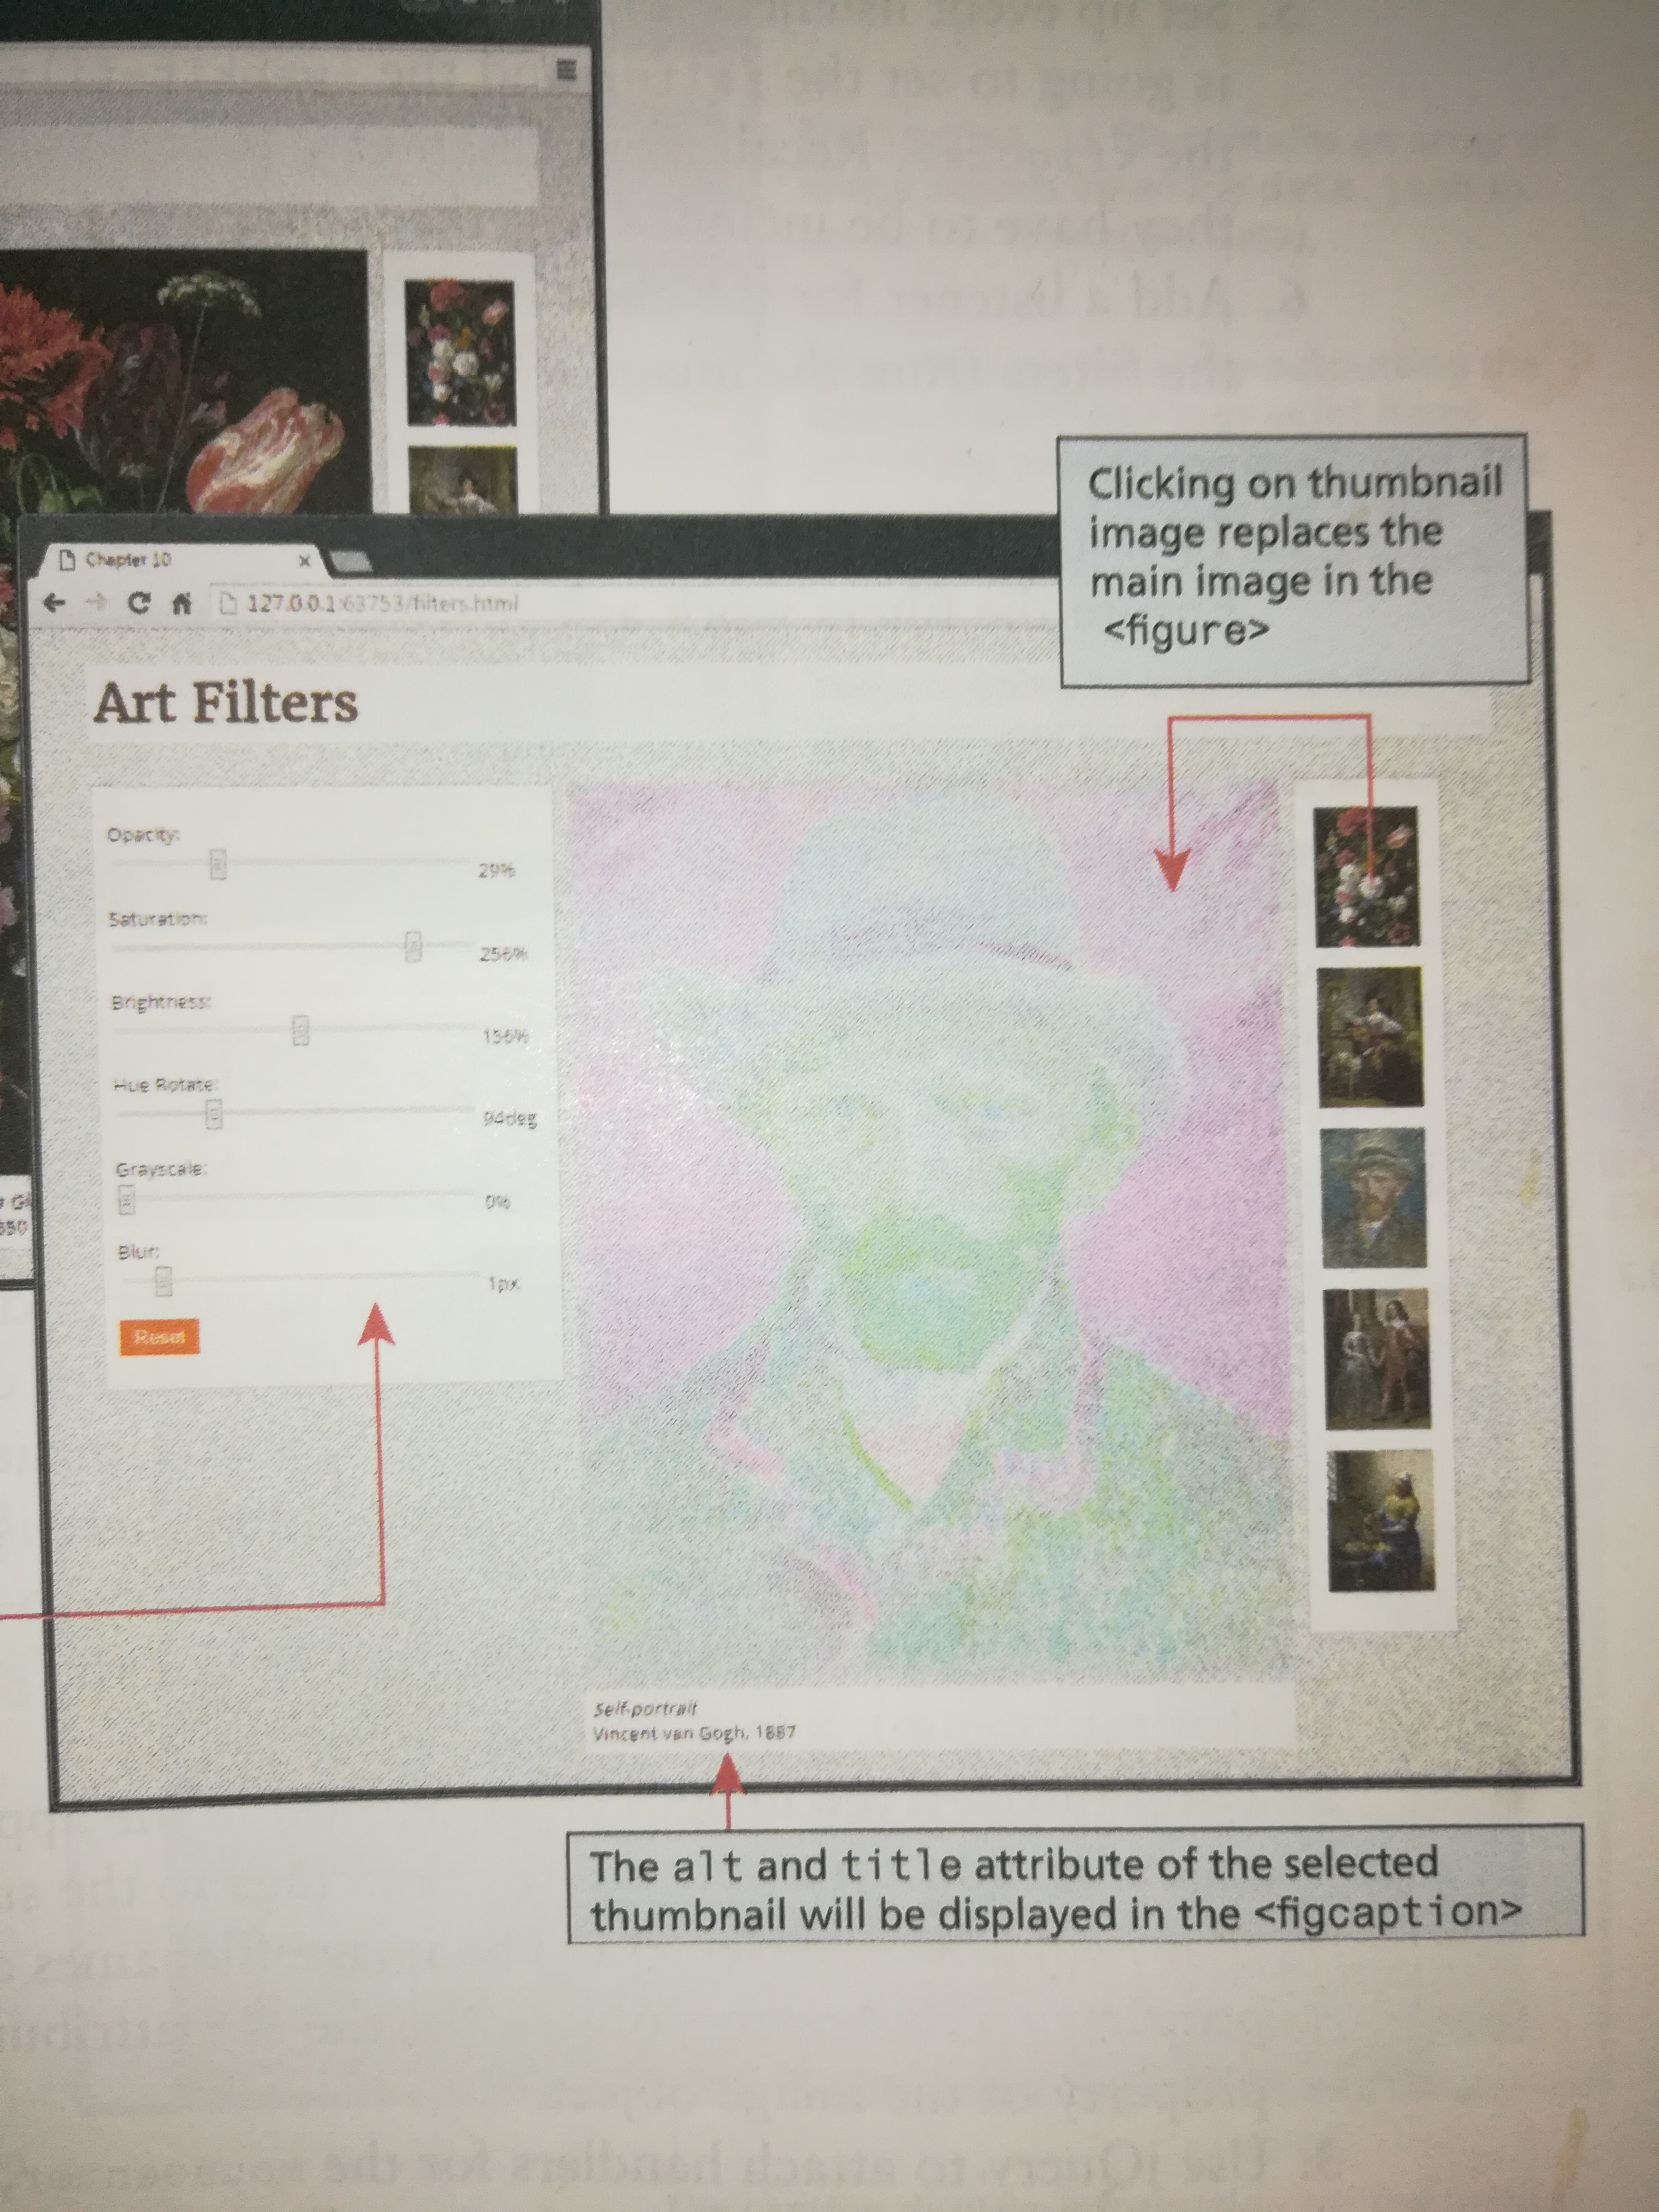 Clicking on thumbnail
image replaces the
main image in the
<figure>
Chapter 10
127.0.0.1:63753/filters.html
Art Filters
Opacity:
29%
Saturation:
256%
Brightness:
156%
Hue Rotate:
94deg
Grayscale:
0%
Blur:
1px
Reset
Self-portrait
Vincent van Gogh, 1887
The alt and title attribute of the selected
thumbnail will be displayed in the <figcaption>